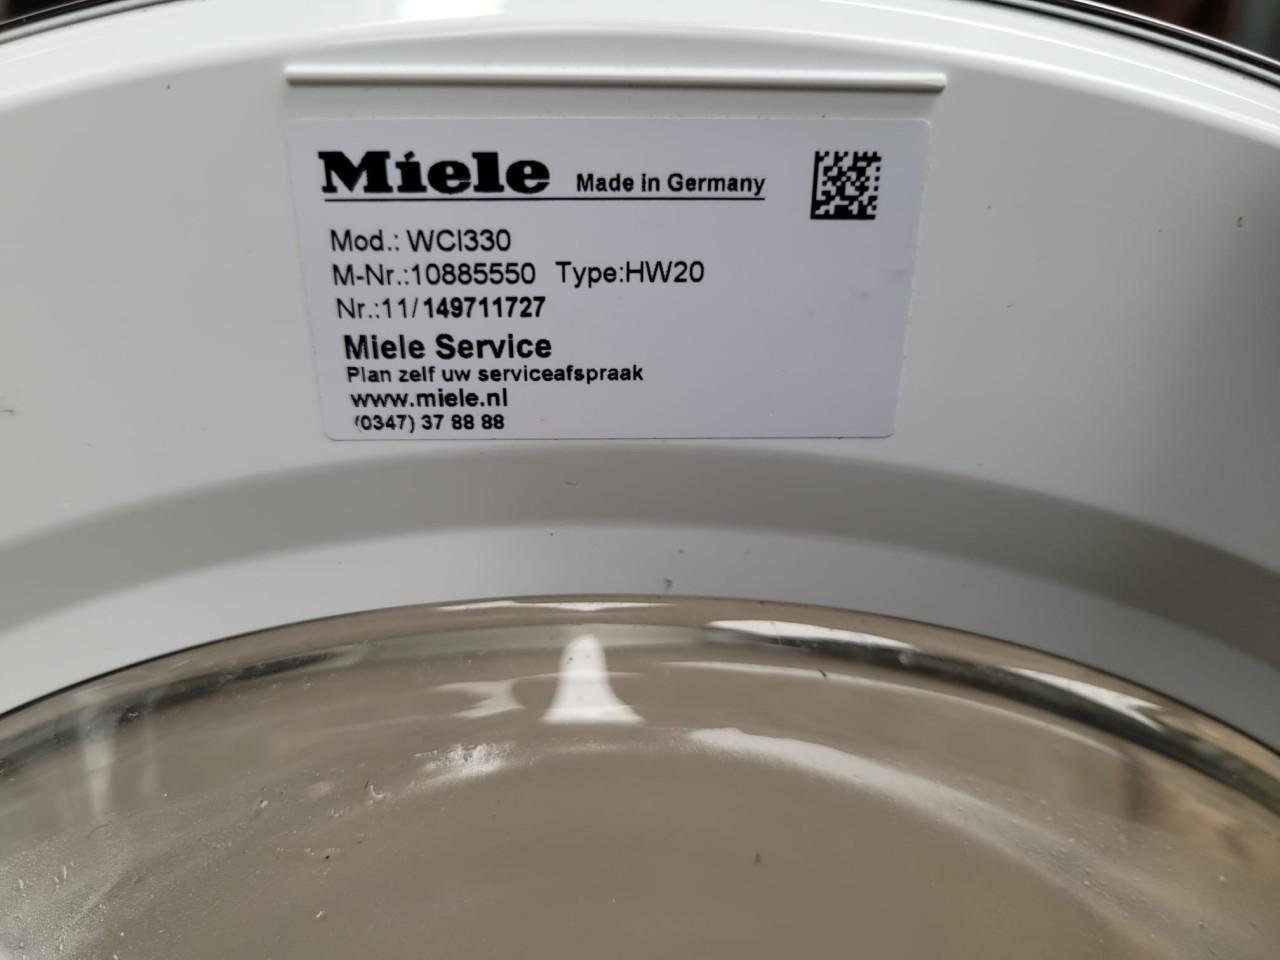 Miele Made in Germany
Mod.: WCI330
M-Nr.:10885550 Type:HW20
Nr.:11/149711727
Miele Service
Plan zelf uw serviceafspraak
www.miele.nl
(0347) 37 88 88